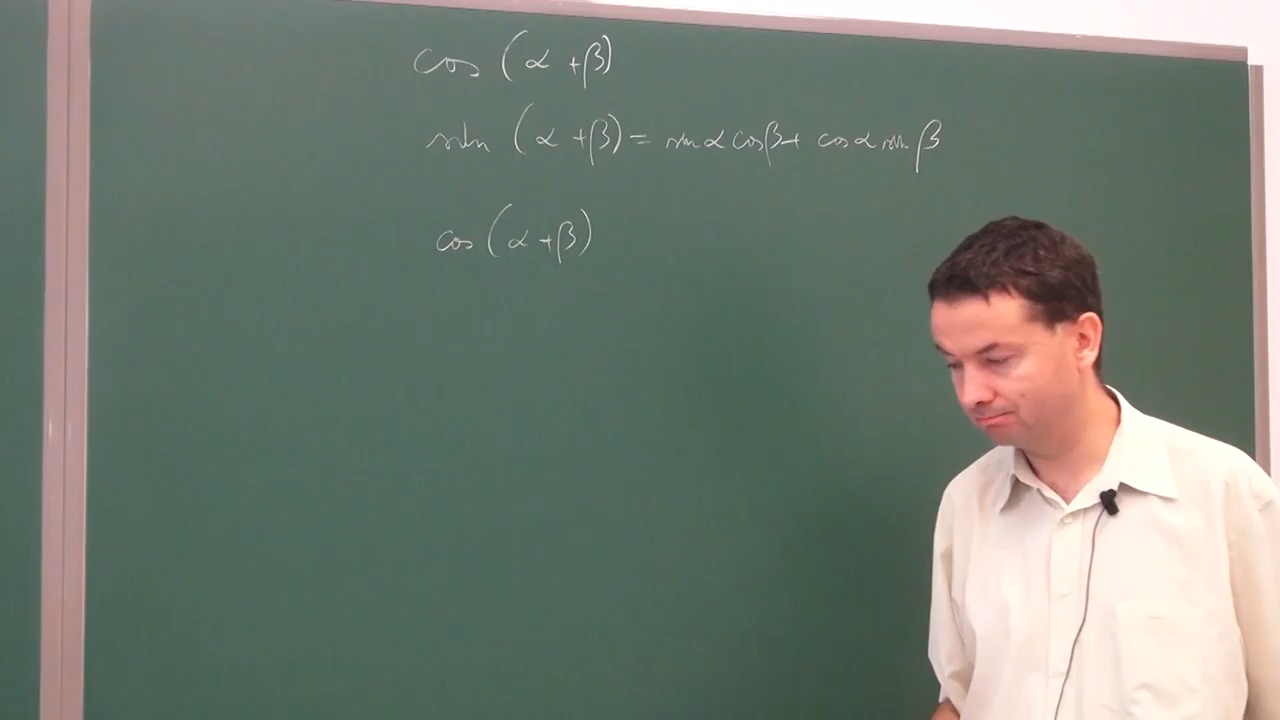 cos (α+β)
sin (α+β)= sin α cos β+ cos α sin β
cos (α+β)